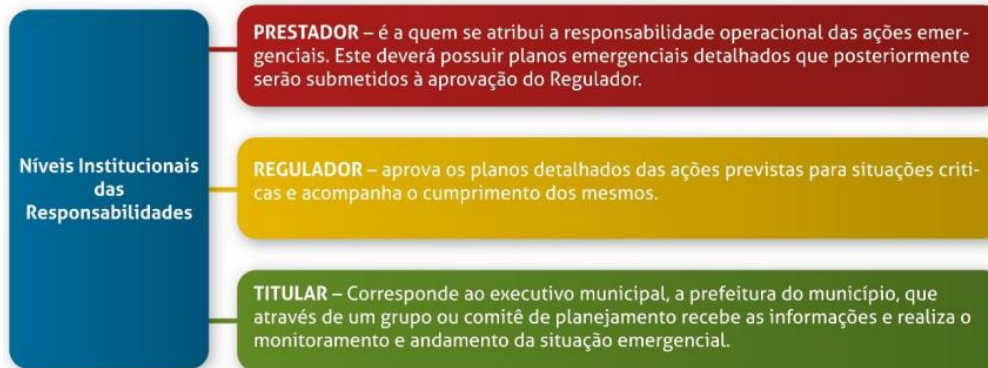 Níveis Institucionais
das
Responsabilidades
PRESTADOR – é a quem se atribui a responsabilidade operacional das ações emer-
genciais. Este deverá possuir planos emergenciais detalhados que posteriormente
serão submetidos à aprovação do Regulador.
REGULADOR – aprova os planos detalhados das ações previstas para situações criti-
cas e acompanha o cumprimento dos mesmos.
TITULAR – Corresponde ao executivo municipal, a prefeitura do município, que
através de um grupo ou comitê de planejamento recebe as informações e realiza o
monitoramento e andamento da situação emergencial.